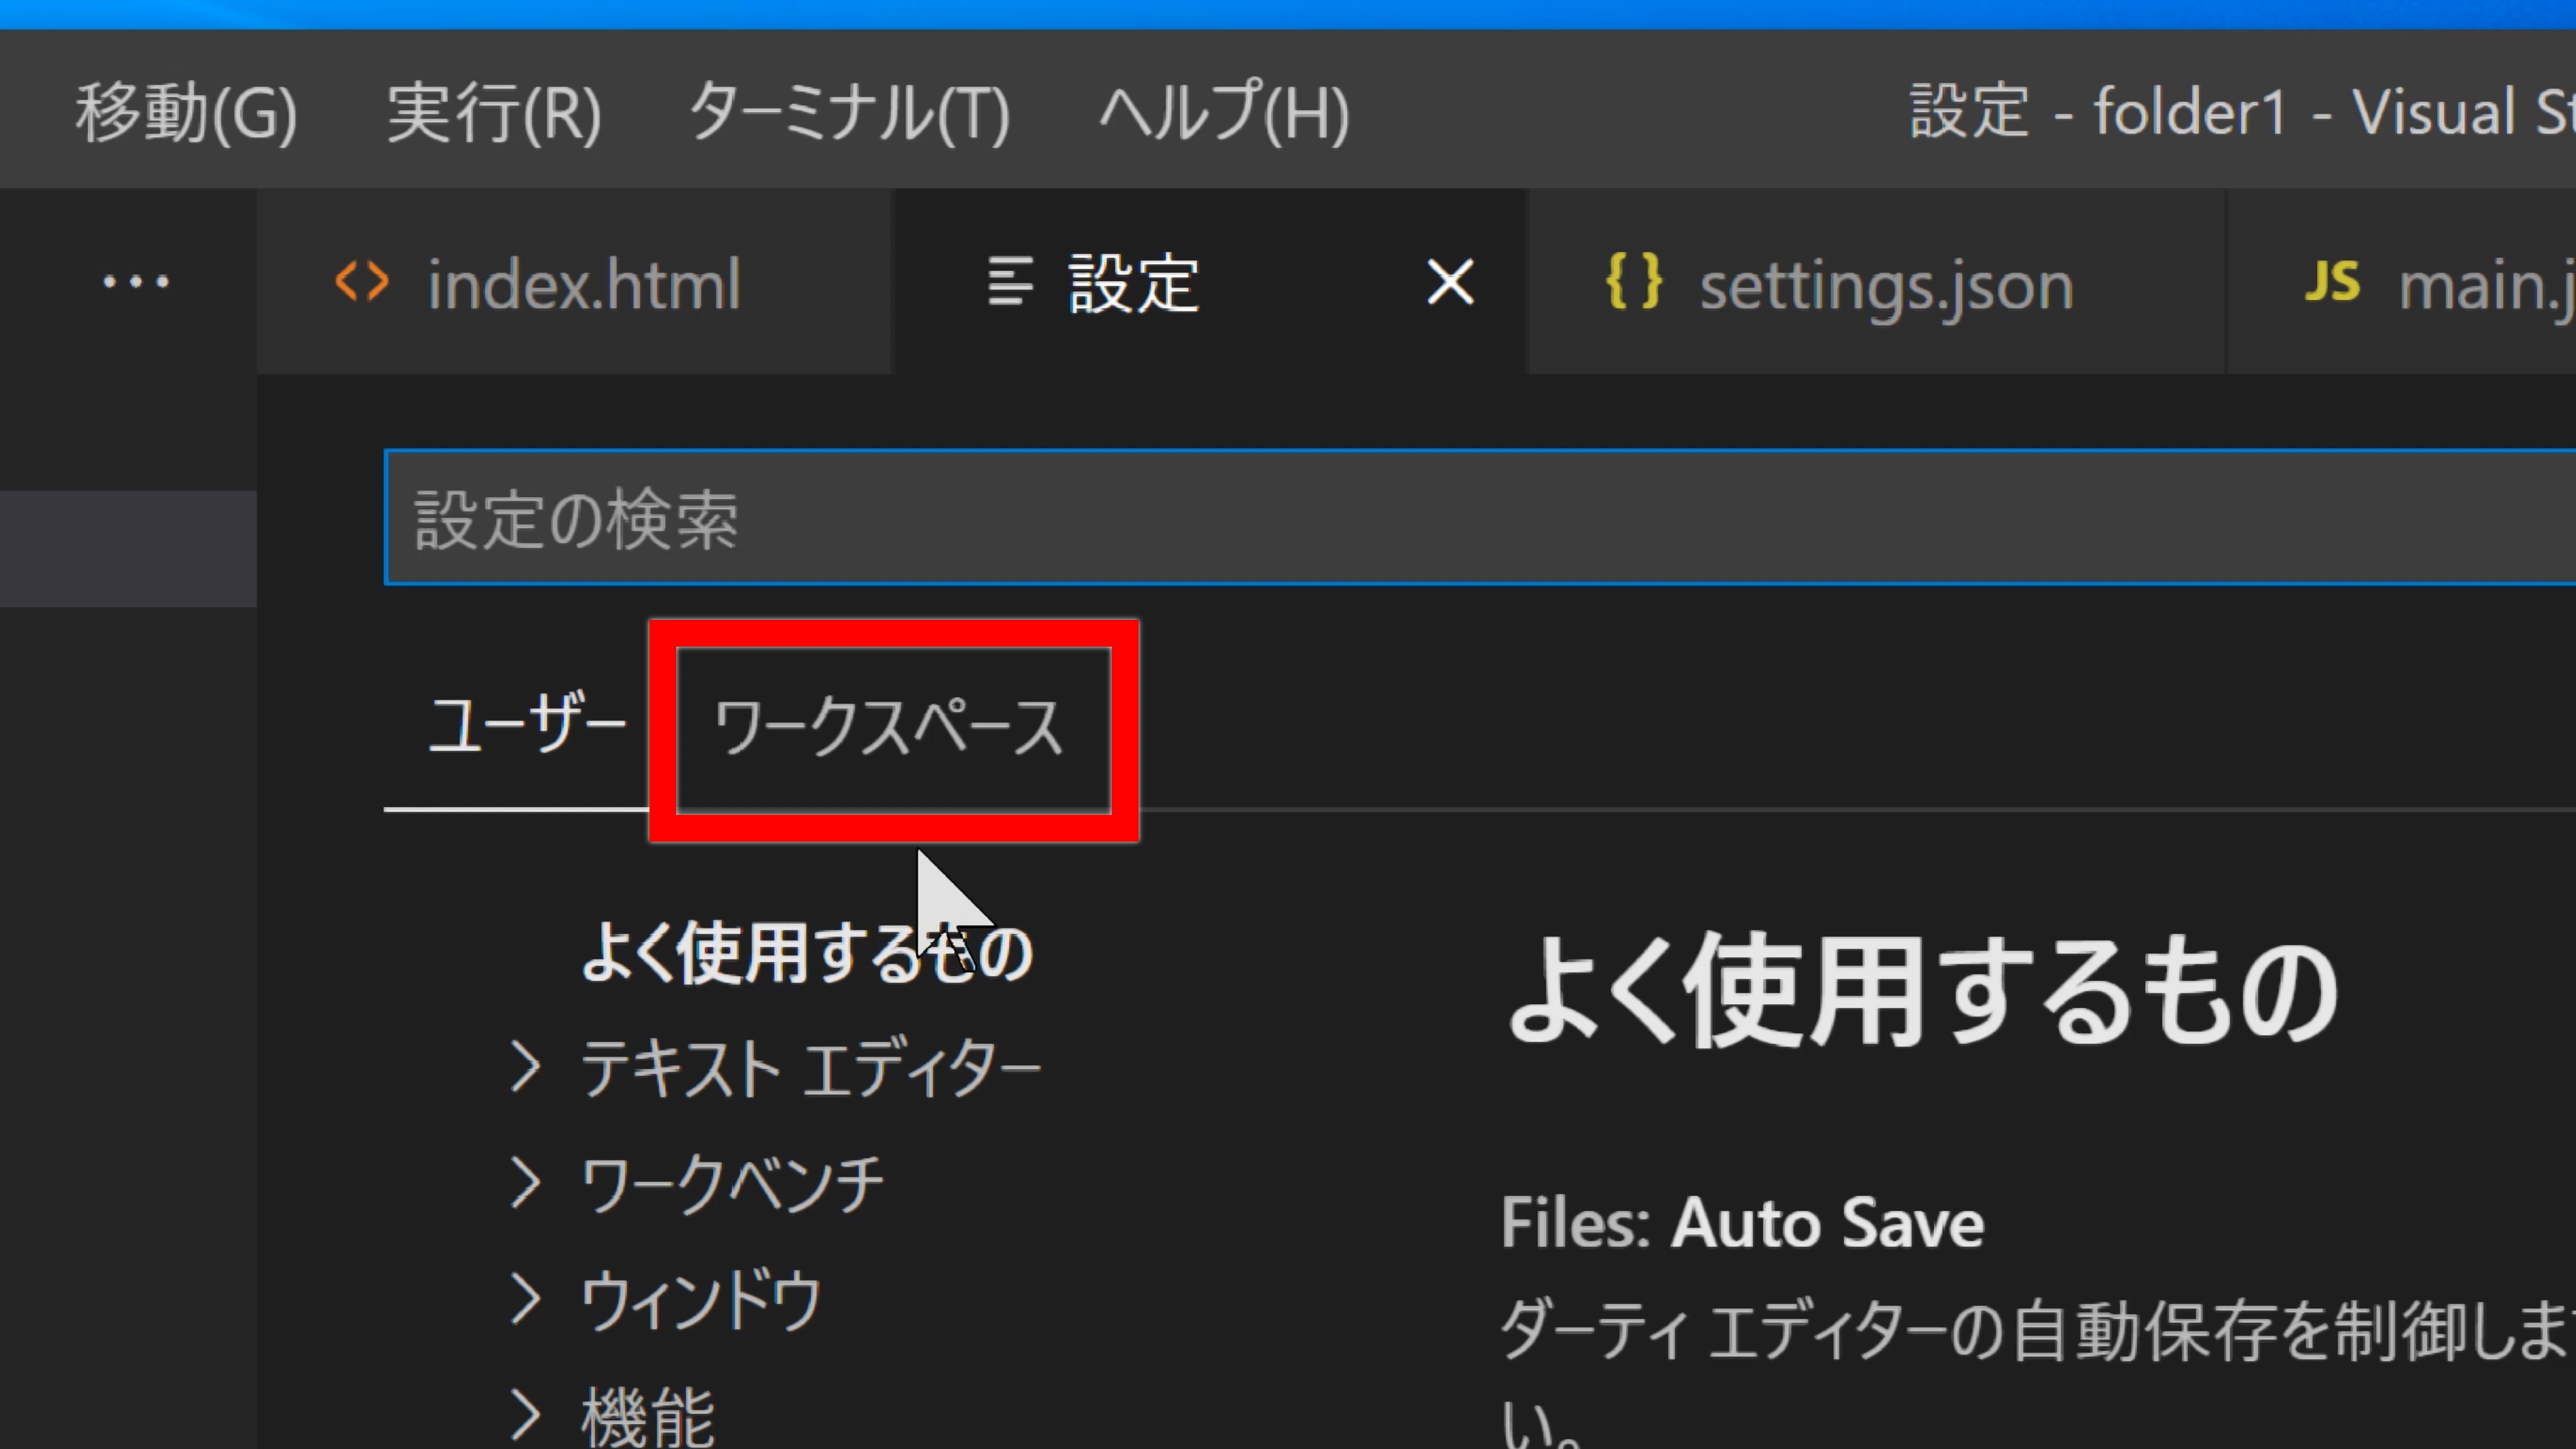 移動(G) 実行(R) ターミナル(T) ヘルプ(H) 設定 - folder1 - Visual
… <> index.html 設定 × {} settings.json JS main.j
設定の検索
ユーザー ワークスペース
よく使用するもの
テキスト エディター
ワークベンチ
ウィンドウ
機能
よく使用するもの
Files: Auto Save
ダーティ エディターの自動保存を制御しま
い。